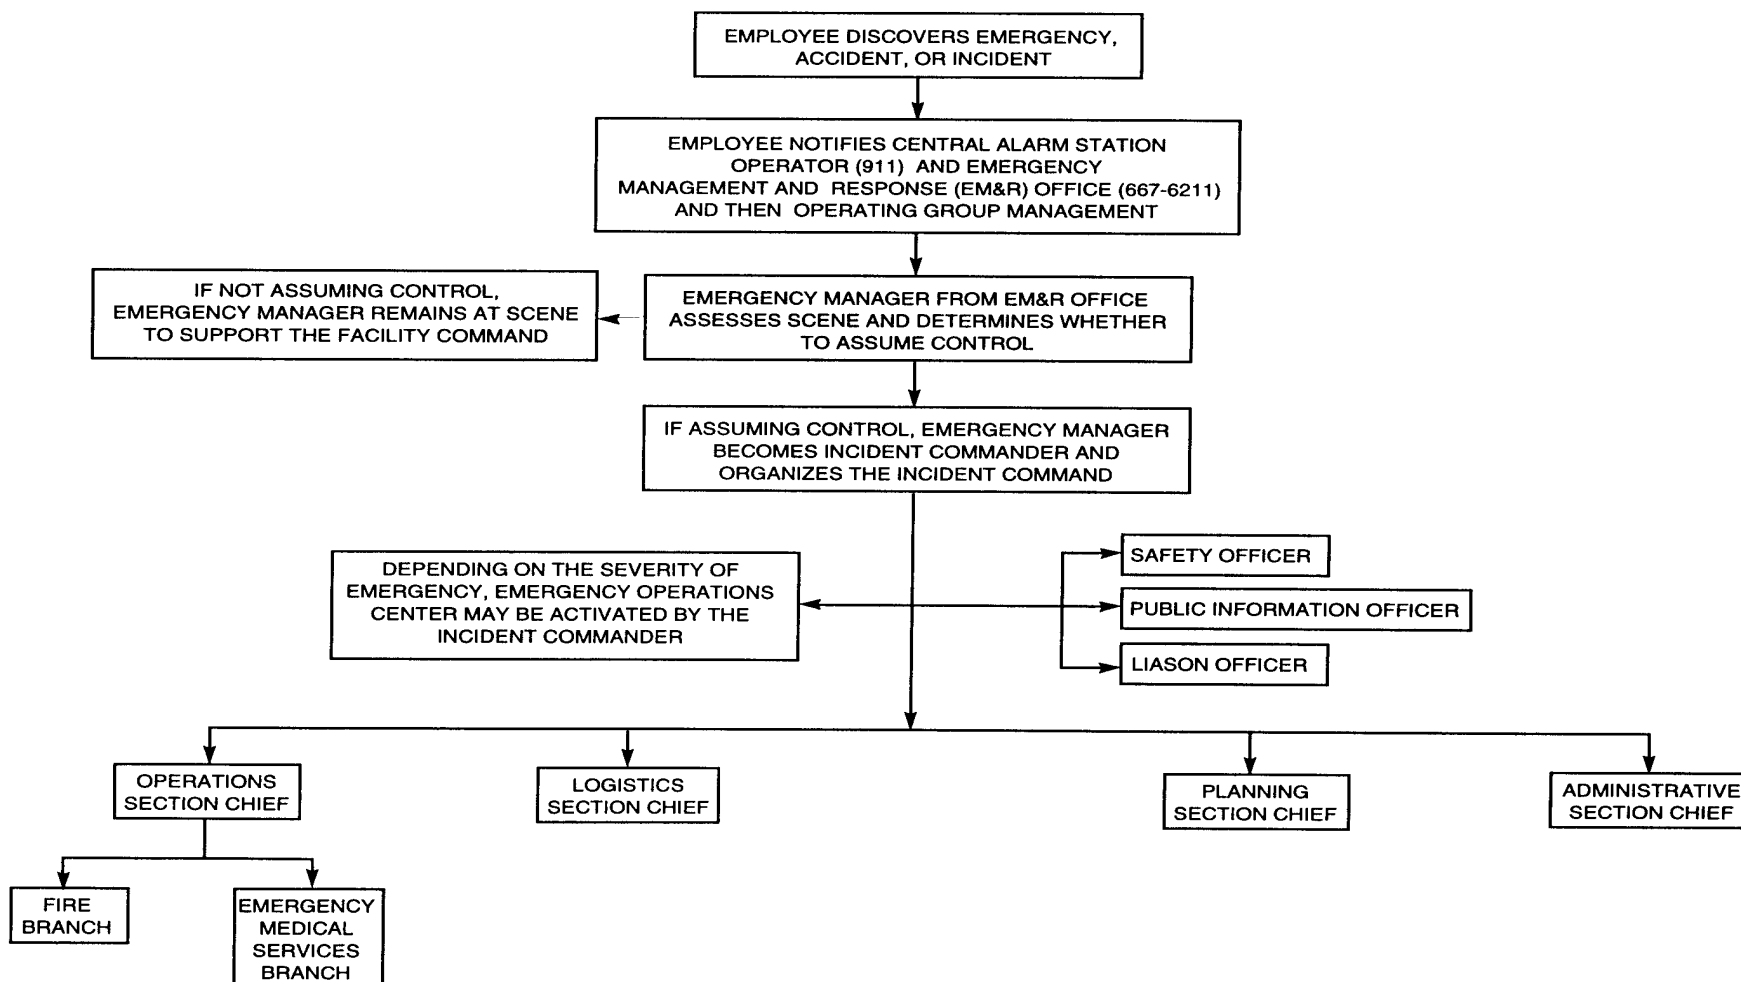 EMPLOYEE DISCOVERS EMERGENCY,
ACCIDENT, OR INCIDENT
EMPLOYEE NOTIFIES CENTRAL ALARM STATION
OPERATOR (911) AND EMERGENCY
MANAGEMENT AND RESPONSE (EM&R) OFFICE (667-6211)
AND THEN OPERATING GROUP MANAGEMENT
IF NOT ASSUMING CONTROL,
EMERGENCY MANAGER REMAINS AT SCENE
TO SUPPORT THE FACILITY COMMAND
EMERGENCY MANAGER FROM EM&R OFFICE
ASSESSES SCENE AND DETERMINES WHETHER
TO ASSUME CONTROL
IF ASSUMING CONTROL, EMERGENCY MANAGER
BECOMES INCIDENT COMMANDER AND
ORGANIZES THE INCIDENT COMMAND
DEPENDING ON THE SEVERITY OF
EMERGENCY, EMERGENCY OPERATIONS
CENTER MAY BE ACTIVATED BY THE
INCIDENT COMMANDER
SAFETY OFFICER
PUBLIC INFORMATION OFFICER
LIASON OFFICER
OPERATIONS
SECTION CHIEF
LOGISTICS
SECTION CHIEF
PLANNING
SECTION CHIEF
ADMINISTRATIVE
SECTION CHIEF
FIRE
BRANCH
EMERGENCY
MEDICAL
SERVICES
BRANCH